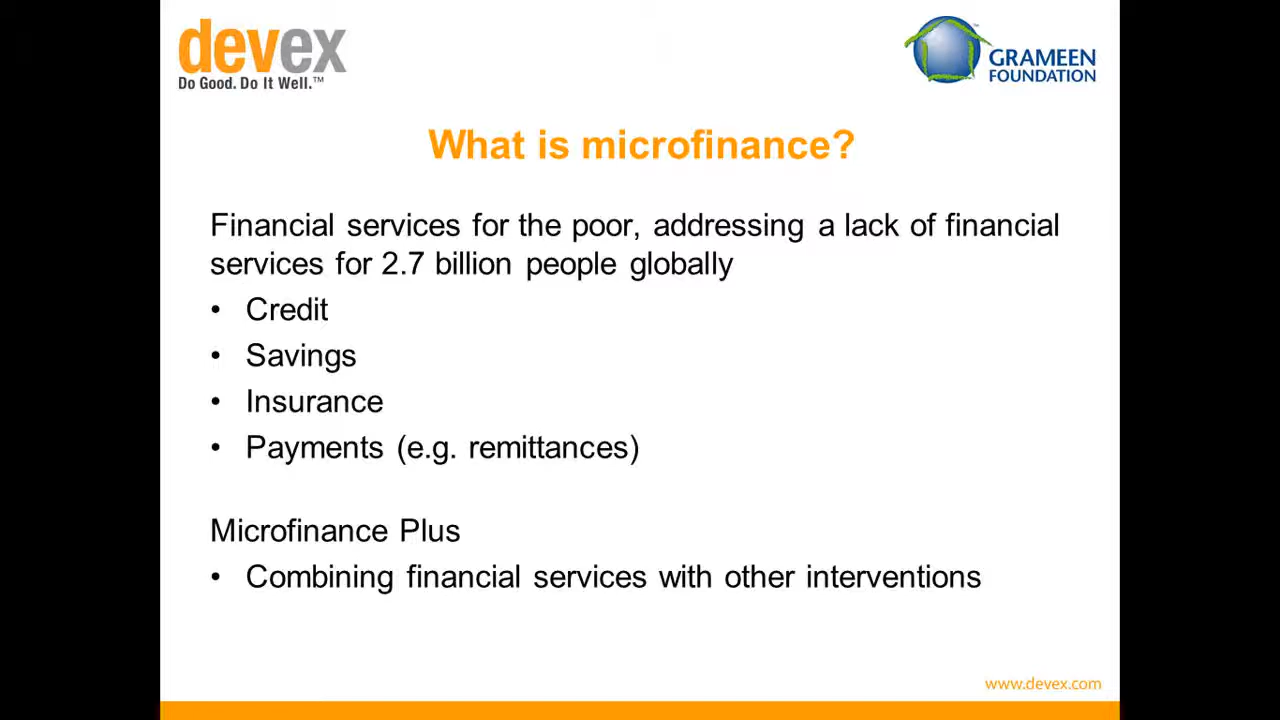 devex
Do Good. Do It Well.™
GRAMEEN
FOUNDATION
What is microfinance?
Financial services for the poor, addressing a lack of financial
services for 2.7 billion people globally
• Credit
• Savings
• Insurance
• Payments (e.g. remittances)
Microfinance Plus
• Combining financial services with other interventions
www.devex.com